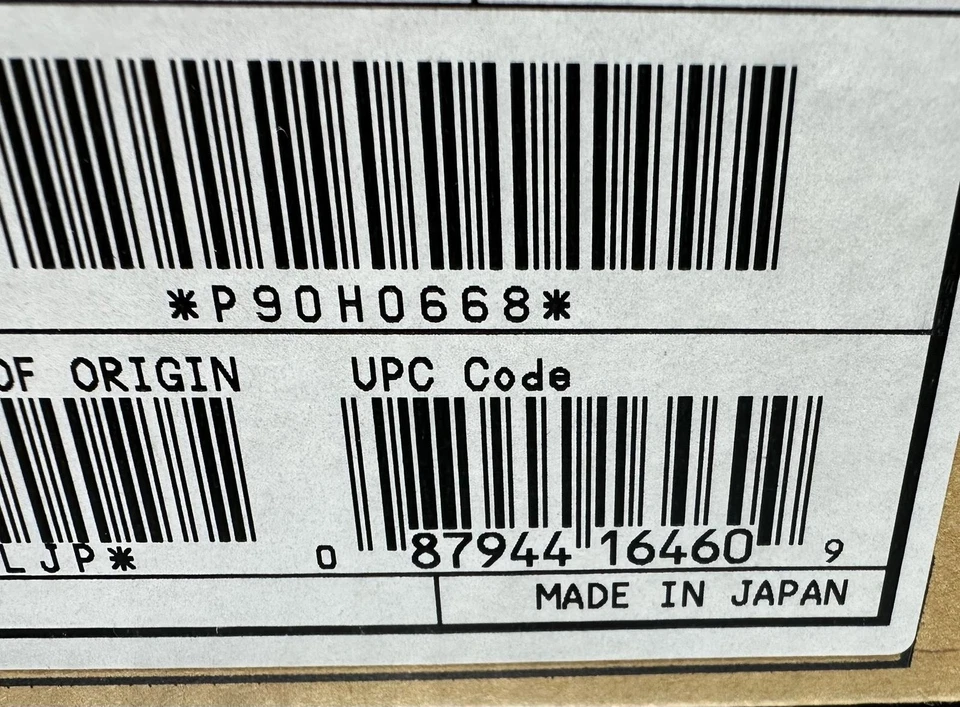 *P90H0668*
OF ORIGIN
UPC Code
LJP*
0 87944 16460 9
MADE IN JAPAN